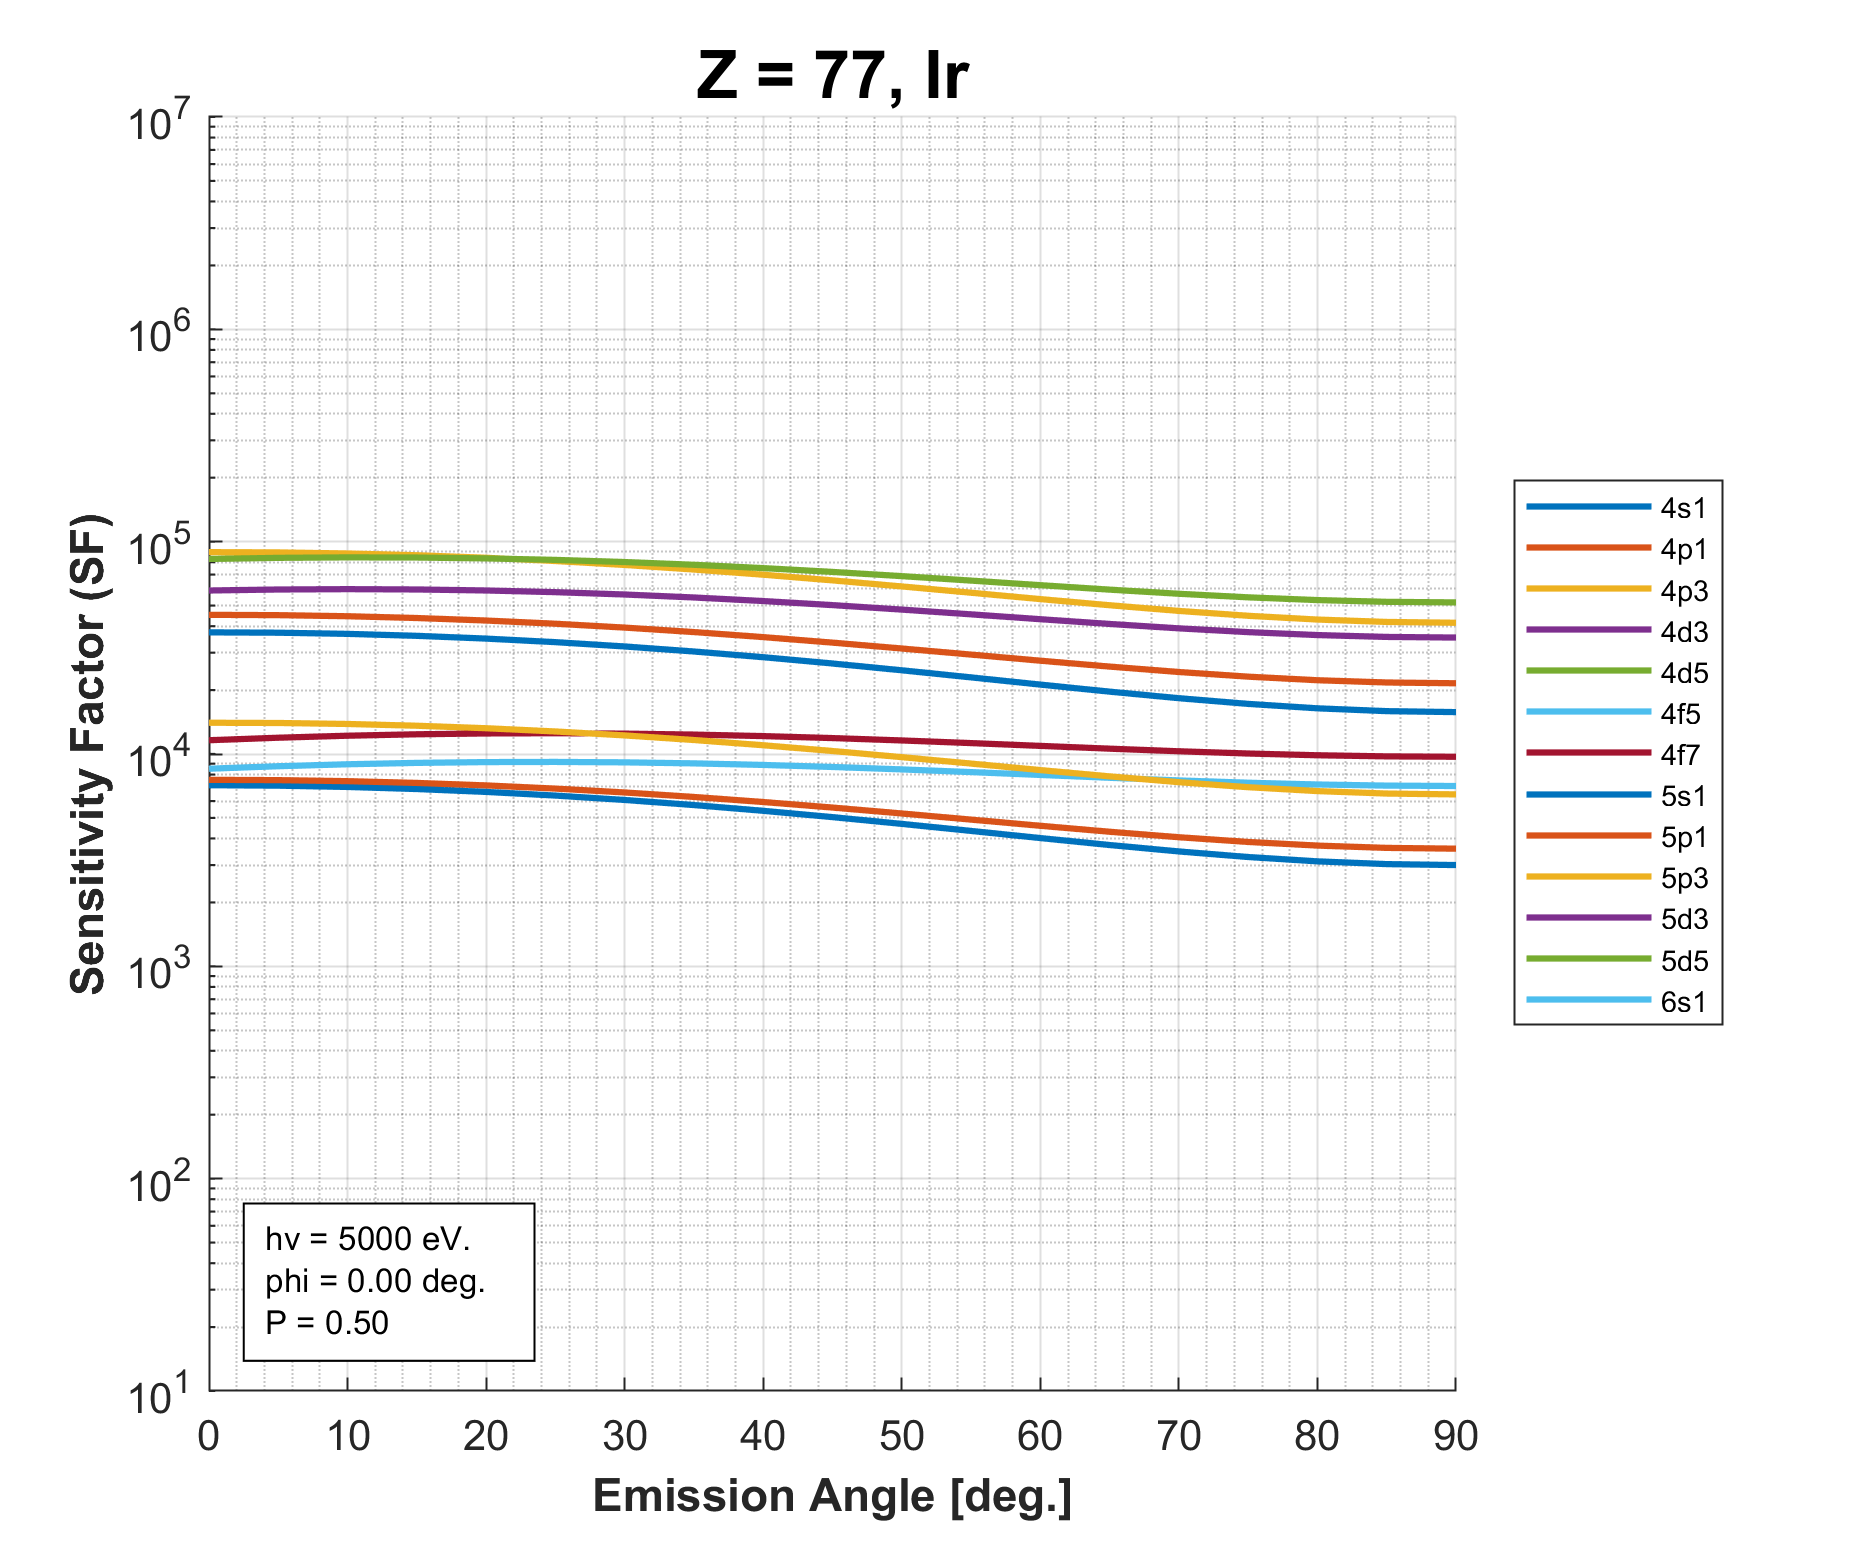 Z = 77, Ir
10^7
10^6
10^5
10^4
10^3
10^2
10^1
Sensitivity Factor (SF)
0 10 20 30 40 50 60 70 80 90
Emission Angle [deg.]
hv = 5000 eV.
phi = 0.00 deg.
P = 0.50
4s1
4p1
4p3
4d3
4d5
4f5
4f7
5s1
5p1
5p3
5d3
5d5
6s1